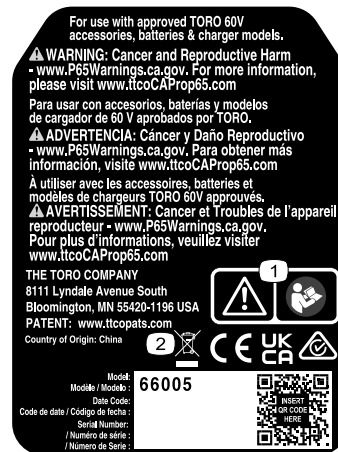 For use with approved TORO 60V
accessories, batteries & charger models.
WARNING: Cancer and Reproductive Harm
- www.P65Warnings.ca.gov. For more information,
please visit www.ttcoCAProp65.com
Para usar con accesorios, baterías y modelos
de cargador de 60 V aprobados por TORO.
ADVERTENCIA: Cáncer y Daño Reproductivo
- www.P65Warnings.ca.gov. Para obtener más
información, visite www.ttcoCAProp65.com
À utiliser avec les accessoires, batteries et
modèles de chargeurs TORO 60V approuvés.
AVERTISSEMENT: Cancer et Troubles de l'appareil
reproducteur - www.P65Warnings.ca.gov.
Pour plus d'informations, veuillez visiter
www.ttcoCAProp65.com
THE TORO COMPANY
8111 Lyndale Avenue South
Bloomington, MN 55420-1196 USA
PATENT: www.ttcopats.com
Country of Origin: China
1
2
CE UK CA
Model:
Modèle / Modelo :
66005
Date Code:
Code de date / Código de fecha :
Serial Number:
/ Numéro de série :
/ Número de Serie :
INSERT
QR CODE
HERE